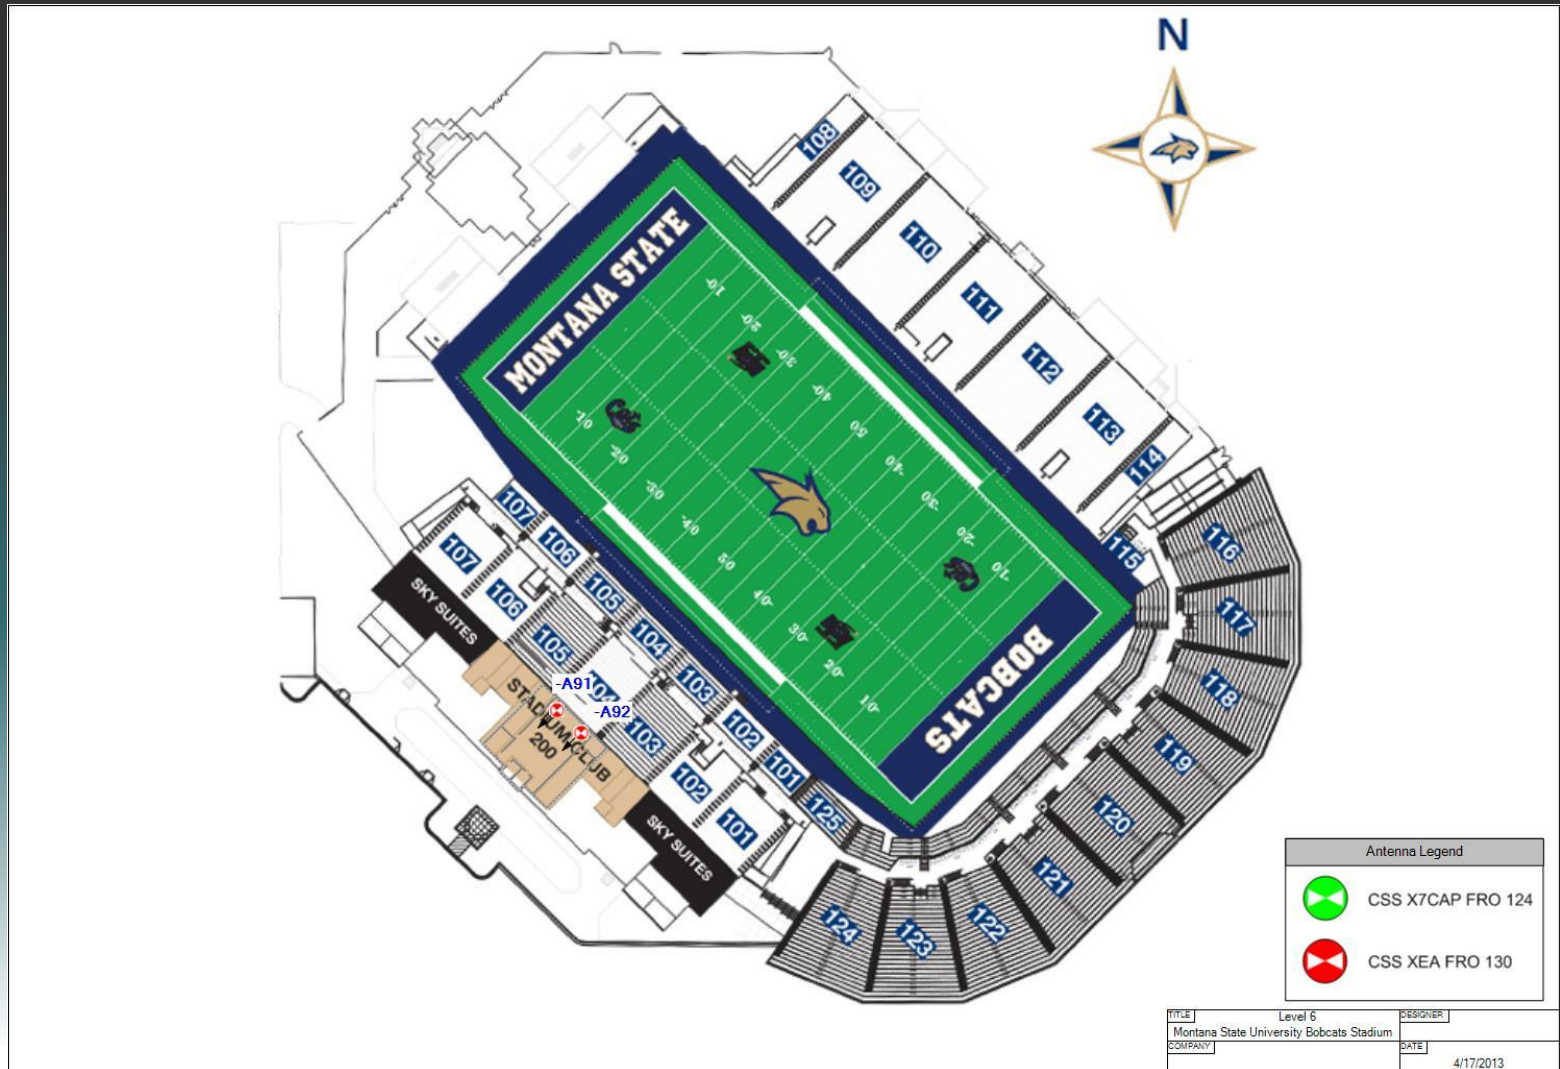 N
108
109
110
111
112
113
114
115
116
117
118
119
120
121
122
123
124
125
MONTANA STATE
10-
20-
30-
40-
50
-40
-30
-20
-10
Cats
-10
-20
-30
-40
50
40-
30-
20-
10-
BOBCATS
107
106
105
104
103
102
101
107
106
105
104
103
102
101
SKY SUITES
STADIUM CLUB
200
SKY SUITES
-A91
-A92
Antenna Legend
CSS X7CAP FRO 124
CSS XEA FRO 130
TITLE
Level 6
Montana State University Bobcats Stadium
DESIGNER
COMPANY
DATE
4/17/2013